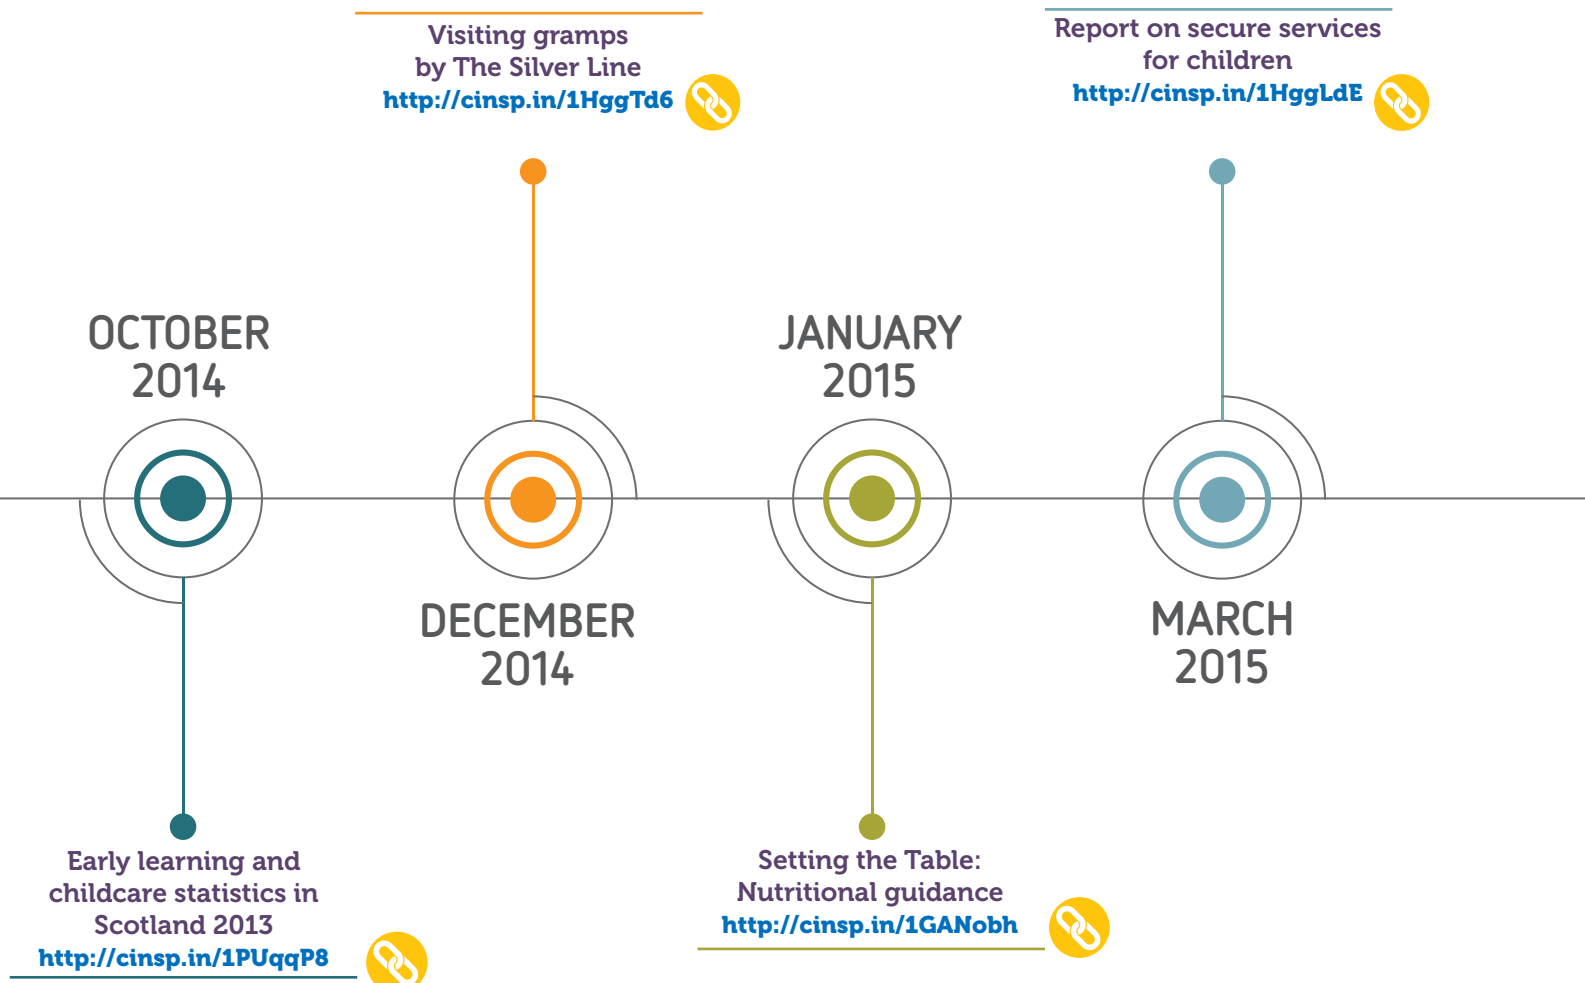 Visiting gramps
by The Silver Line
http://cinsp.in/1HggTd6
Report on secure services
for children
http://cinsp.in/1HggLdE
OCTOBER
2014
JANUARY
2015
DECEMBER
2014
MARCH
2015
Early learning and
childcare statistics in
Scotland 2013
http://cinsp.in/1PUqqP8
Setting the Table:
Nutritional guidance
http://cinsp.in/1GANobh